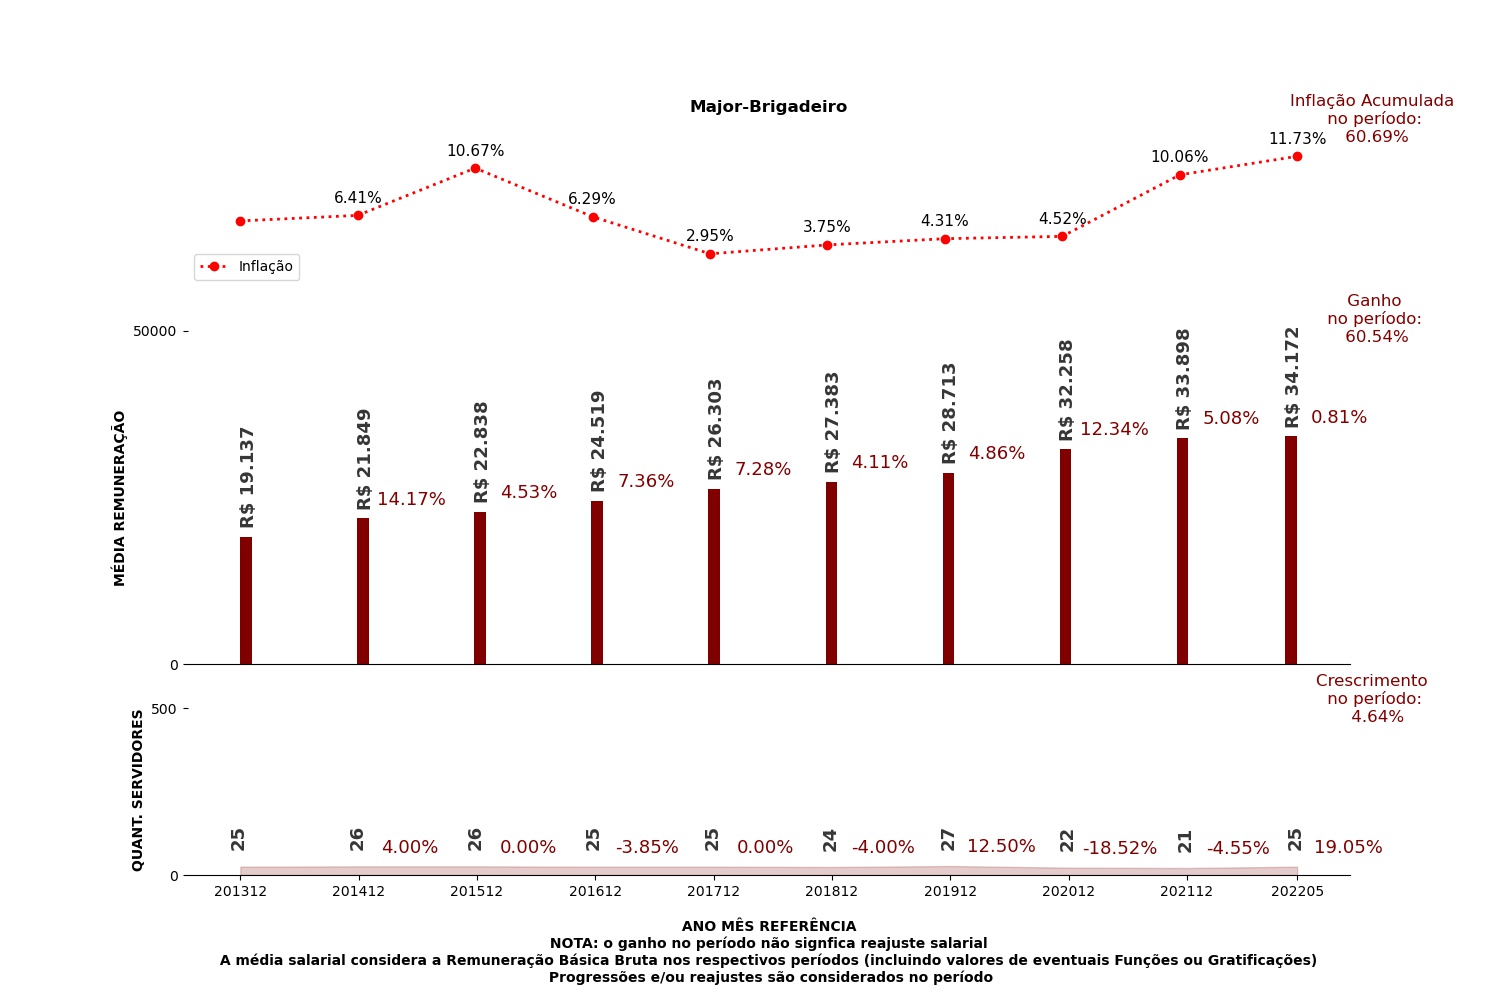 Major-Brigadeiro
Inflação Acumulada
no período:
60.69%
6.41%
10.67%
6.29%
2.95%
3.75%
4.31%
4.52%
10.06%
11.73%
Inflação
Ganho
no período:
60.54%
MÉDIA REMUNERAÇÃO
50000
0
R$ 19.137
R$ 21.849
14.17%
R$ 22.838
4.53%
R$ 24.519
7.36%
R$ 26.303
7.28%
R$ 27.383
4.11%
R$ 28.713
4.86%
R$ 32.258
12.34%
R$ 33.898
5.08%
R$ 34.172
0.81%
Crescrimento
no período:
4.64%
QUANT. SERVIDORES
500
0
25
26
4.00%
26
0.00%
25
-3.85%
25
0.00%
24
-4.00%
27
12.50%
22
-18.52%
21
-4.55%
25
19.05%
201312
201412
201512
201612
201712
201812
201912
202012
202112
202205
ANO MÊS REFERÊNCIA
NOTA: o ganho no período não signfica reajuste salarial
A média salarial considera a Remuneração Básica Bruta nos respectivos períodos (incluindo valores de eventuais Funções ou Gratificações)
Progressões e/ou reajustes são considerados no período